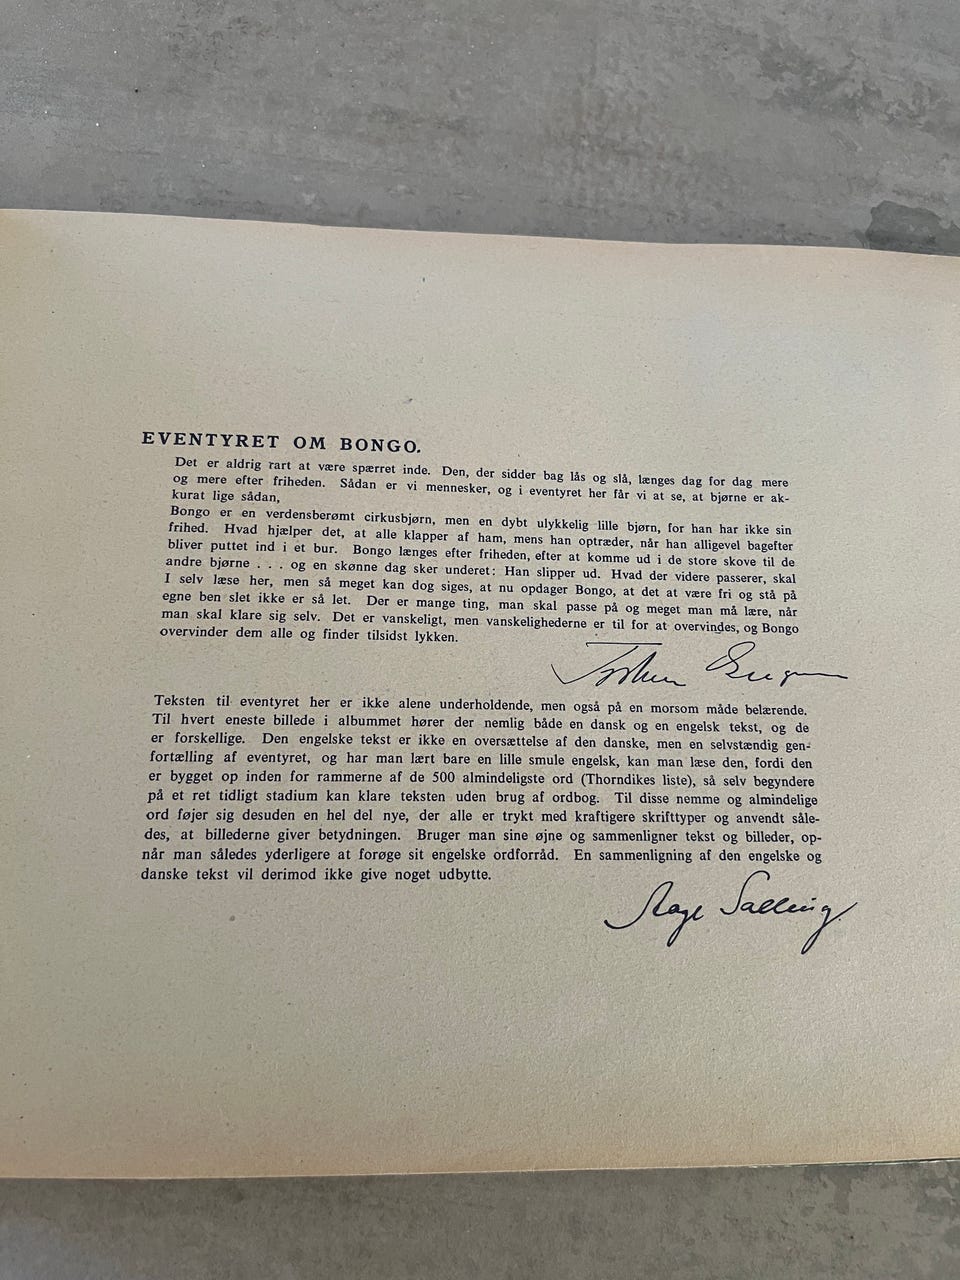 EVENTYRET OM BONGO.
Det er aldrig rart at være spærret inde. Den, der sidder bag lås og slå, længes dag for dag mere
og mere efter friheden. Sådan er vi mennesker, og i eventyret her får vi at se, at bjørne er ak-
kurat lige sådan,
Bongo er en verdensberømt cirkusbjørn, men en dybt ulykkelig lille bjørn, for han har ikke sin
frihed. Hvad hjælper det, at alle klapper af ham, mens han optræder, når han alligevel bagefter
bliver puttet ind i et bur. Bongo længes efter friheden, efter at komme ud i de store skove til de
andre bjørne . . . og en skønne dag sker underet: Han slipper ud. Hvad der videre passerer, skal
I selv læse her, men så meget kan dog siges, at nu opdager Bongo, at det at være fri og stå på
egne ben slet ikke er så let. Der er mange ting, man skal passe på og meget man må lære, når
man skal klare sig selv. Det er vanskeligt, men vanskelighederne er til for at overvindes, og Bongo
overvinder dem alle og finder tilsidst lykken.
Teksten til eventyret her er ikke alene underholdende, men også på en morsom måde belærende.
Til hvert eneste billede i albummet hører der nemlig både en dansk og en engelsk tekst, og de
er forskellige. Den engelske tekst er ikke en oversættelse af den danske, men en selvstændig gen-
fortælling af eventyret, og har man lært bare en lille smule engelsk, kan man læse den, fordi den
er bygget op inden for rammerne af de 500 almindeligste ord (Thorndikes liste), så selv begyndere
på et ret tidligt stadium kan klare teksten uden brug af ordbog. Til disse nemme og almindelige
ord føjer sig desuden en hel del nye, der alle er trykt med kraftigere skrifttyper og anvendt såle-
des, at billederne giver betydningen. Bruger man sine øjne og sammenligner tekst og billeder, op-
når man således yderligere at forøge sit engelske ordforråd. En sammenligning af den engelske og
danske tekst vil derimod ikke give noget udbytte.
Aage Salling